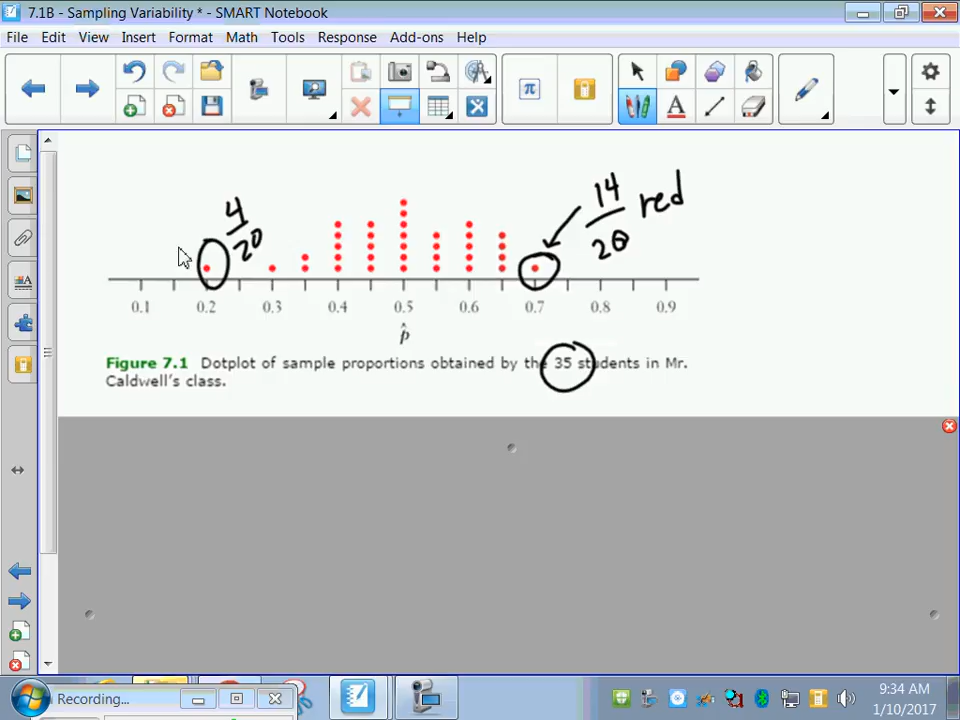 7.1B - Sampling Variability * - SMART Notebook
File Edit View Insert Format Math Tools Response Add-ons Help
π
A
4/20
14/20 red
0.1 0.2 0.3 0.4 0.5 0.6 0.7 0.8 0.9
p̂
Figure 7.1 Dotplot of sample proportions obtained by the 35 students in Mr.
Caldwell's class.
Recording...
9:34 AM
1/10/2017